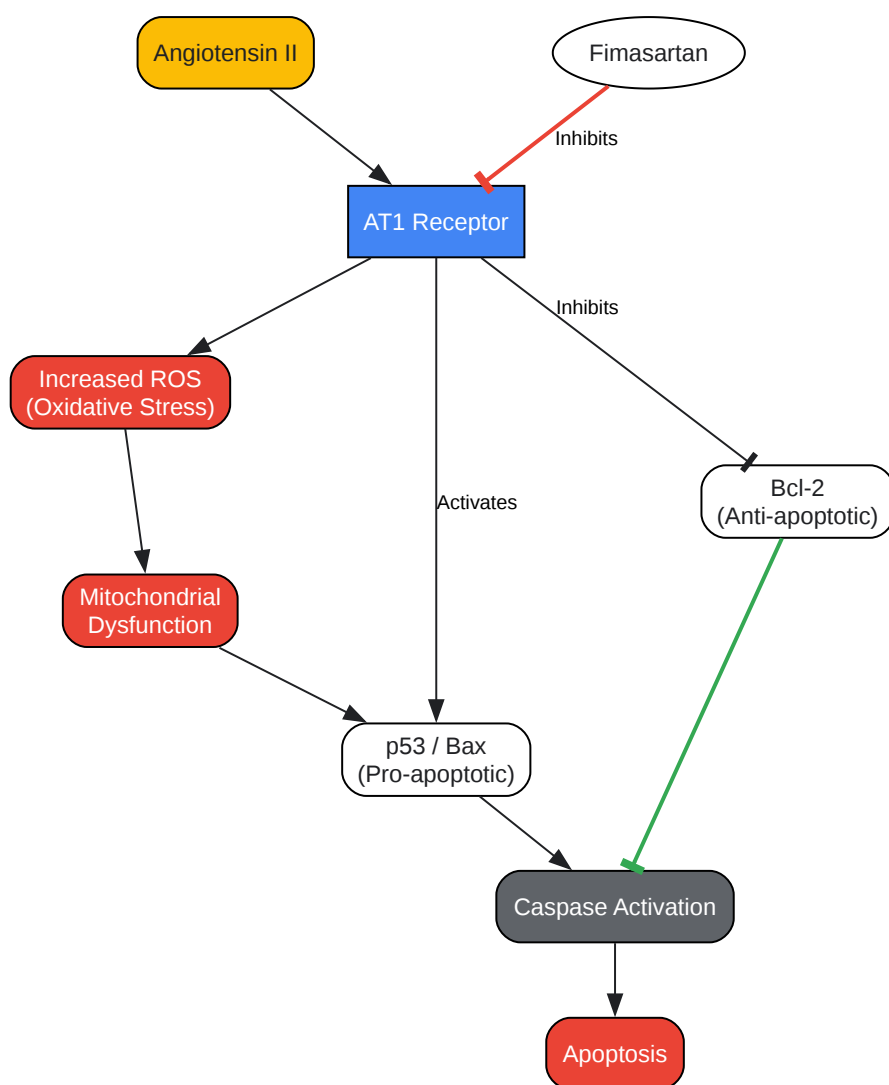 Angiotensin II
Fimasartan
Inhibits
AT1 Receptor
Inhibits
Increased ROS
(Oxidative Stress)
Bcl-2
(Anti-apoptotic)
Activates
Mitochondrial
Dysfunction
p53 / Bax
(Pro-apoptotic)
Caspase Activation
Apoptosis